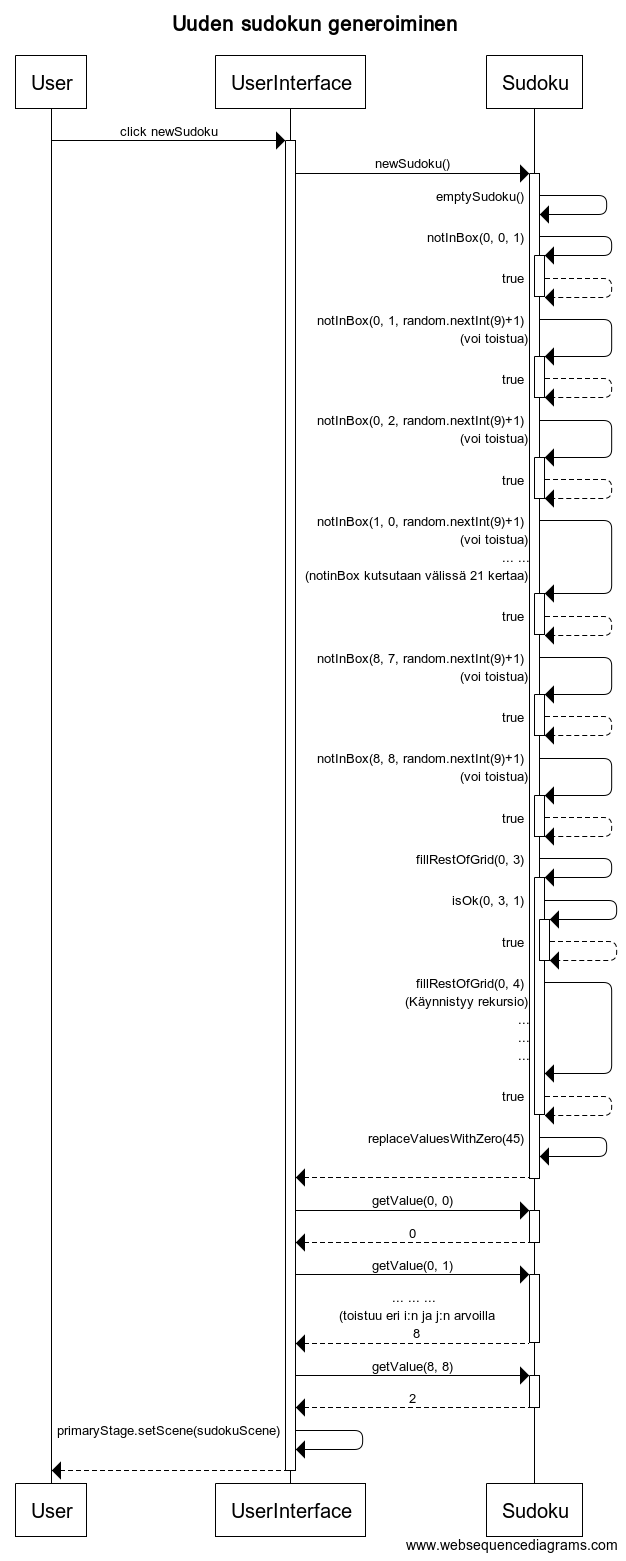 Uuden sudokun generoiminen
User
UserInterface
Sudoku
click newSudoku
newSudoku()
emptySudoku()
notInBox(0, 0, 1)
true
notInBox(0, 1, random.nextInt(9)+1)
(voi toistua)
true
notInBox(0, 2, random.nextInt(9)+1)
(voi toistua)
true
notInBox(1, 0, random.nextInt(9)+1)
(voi toistua)
... ...
(notinBox kutsutaan välissä 21 kertaa)
true
notInBox(8, 7, random.nextInt(9)+1)
(voi toistua)
true
notInBox(8, 8, random.nextInt(9)+1)
(voi toistua)
true
fillRestOfGrid(0, 3)
isOk(0, 3, 1)
true
fillRestOfGrid(0, 4)
(Käynnistyy rekursio)
...
...
...
true
replaceValuesWithZero(45)
getValue(0, 0)
0
getValue(0, 1)
... ... ...
(toistuu eri i:n ja j:n arvoilla
8
getValue(8, 8)
2
primaryStage.setScene(sudokuScene)
User
UserInterface
Sudoku
www.websequencediagrams.com